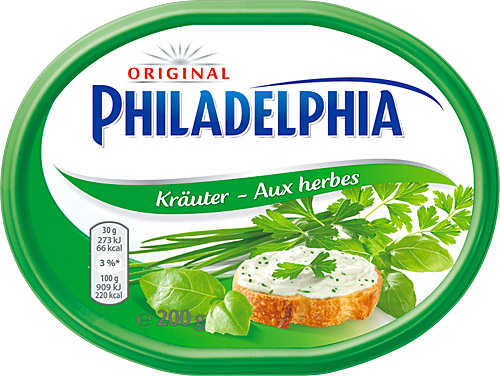 ORIGINAL
PHILADELPHIA
Kräuter ~ Aux herbes
30 g
273 kJ
66 kcal
3 %*
100 g
909 kJ
220 kcal
℮ 200 g